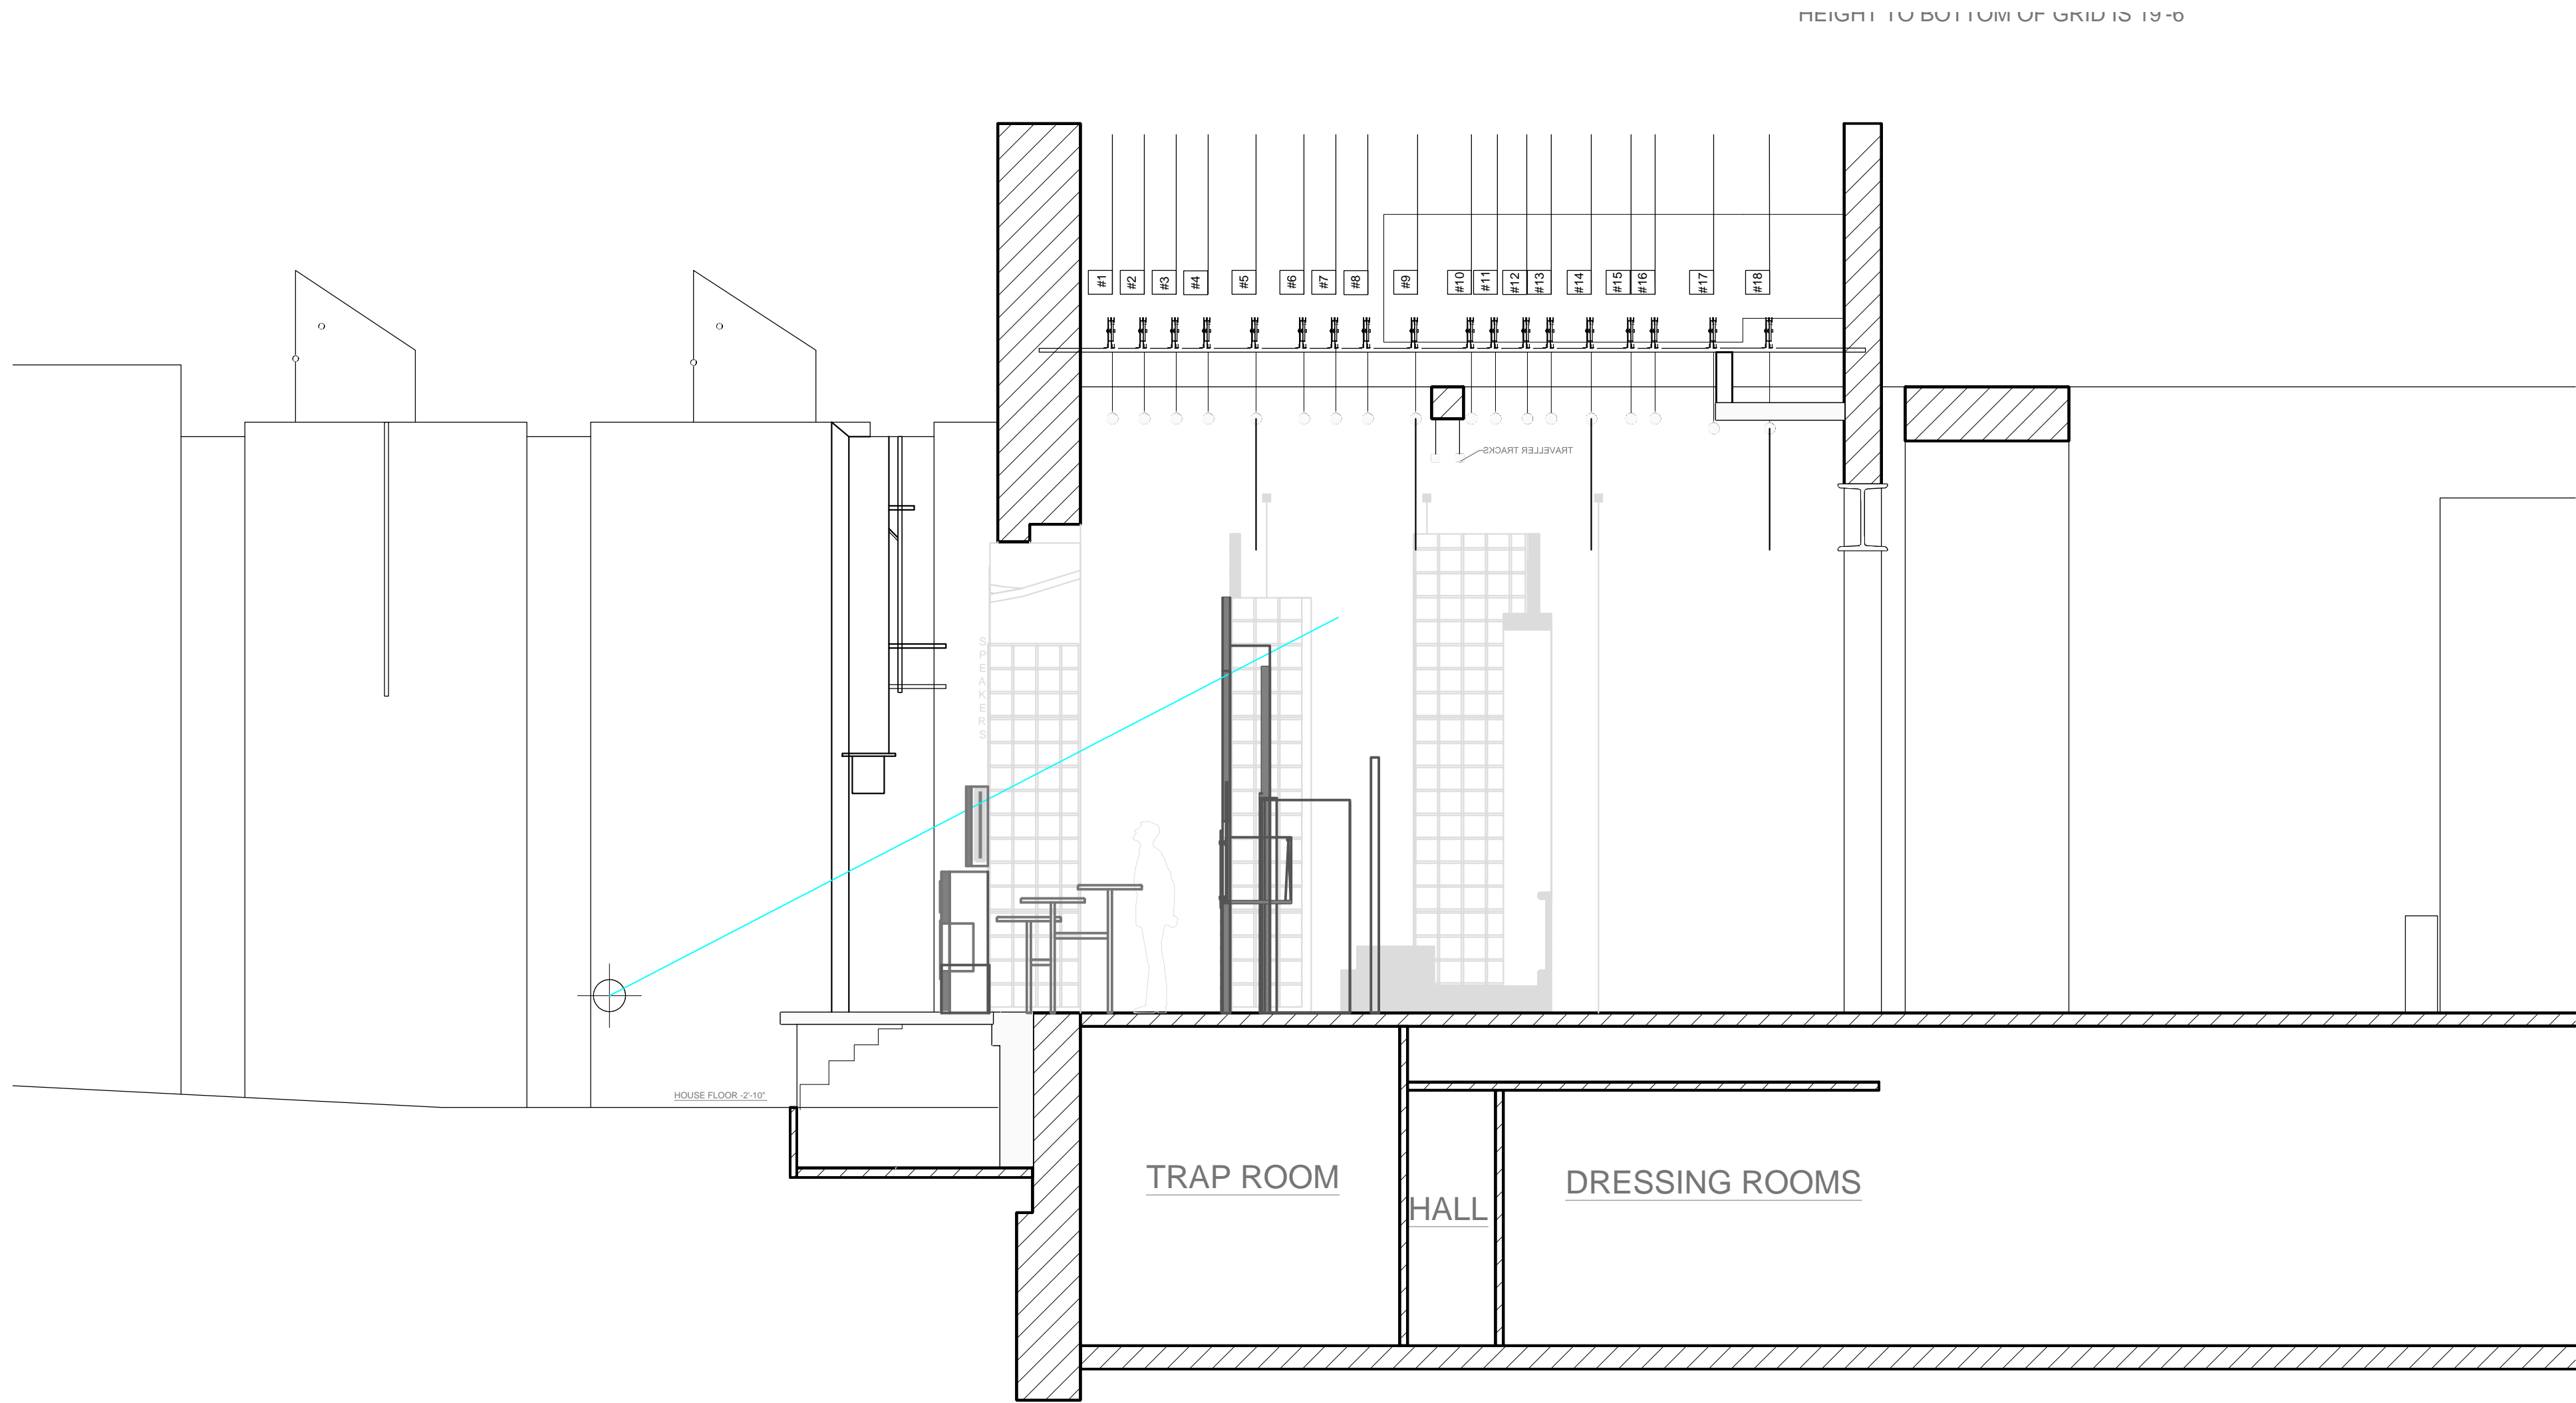 HEIGHT TO BOTTOM OF GRID IS 19'-6
#1
#2
#3
#4
#5
#6
#7
#8
#9
#10
#11
#12
#13
#14
#15
#16
#17
#18
TRAVELLER TRACKS
SPEAKERS
HOUSE FLOOR -2'-10"
TRAP ROOM
HALL
DRESSING ROOMS